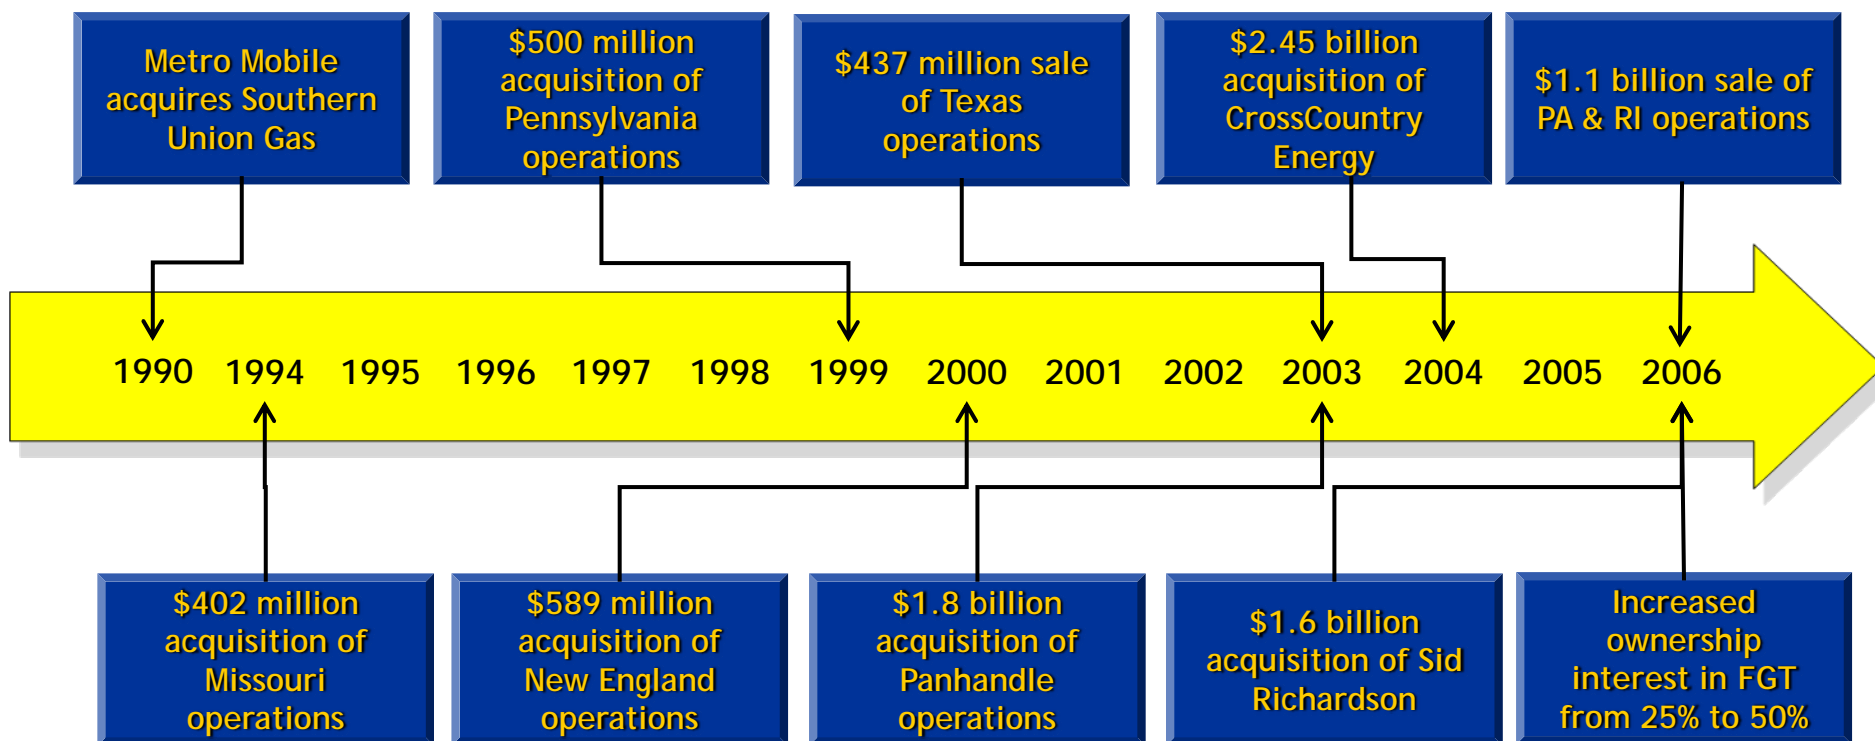 Metro Mobile
acquires Southern
Union Gas
$500 million
acquisition of
Pennsylvania
operations
$437 million sale
of Texas
operations
$2.45 billion
acquisition of
CrossCountry
Energy
$1.1 billion sale of
PA & RI operations
1990 1994 1995 1996 1997 1998 1999 2000 2001 2002 2003 2004 2005 2006
$402 million
acquisition of
Missouri
operations
$589 million
acquisition of
New England
operations
$1.8 billion
acquisition of
Panhandle
operations
$1.6 billion
acquisition of Sid
Richardson
Increased
ownership
interest in FGT
from 25% to 50%